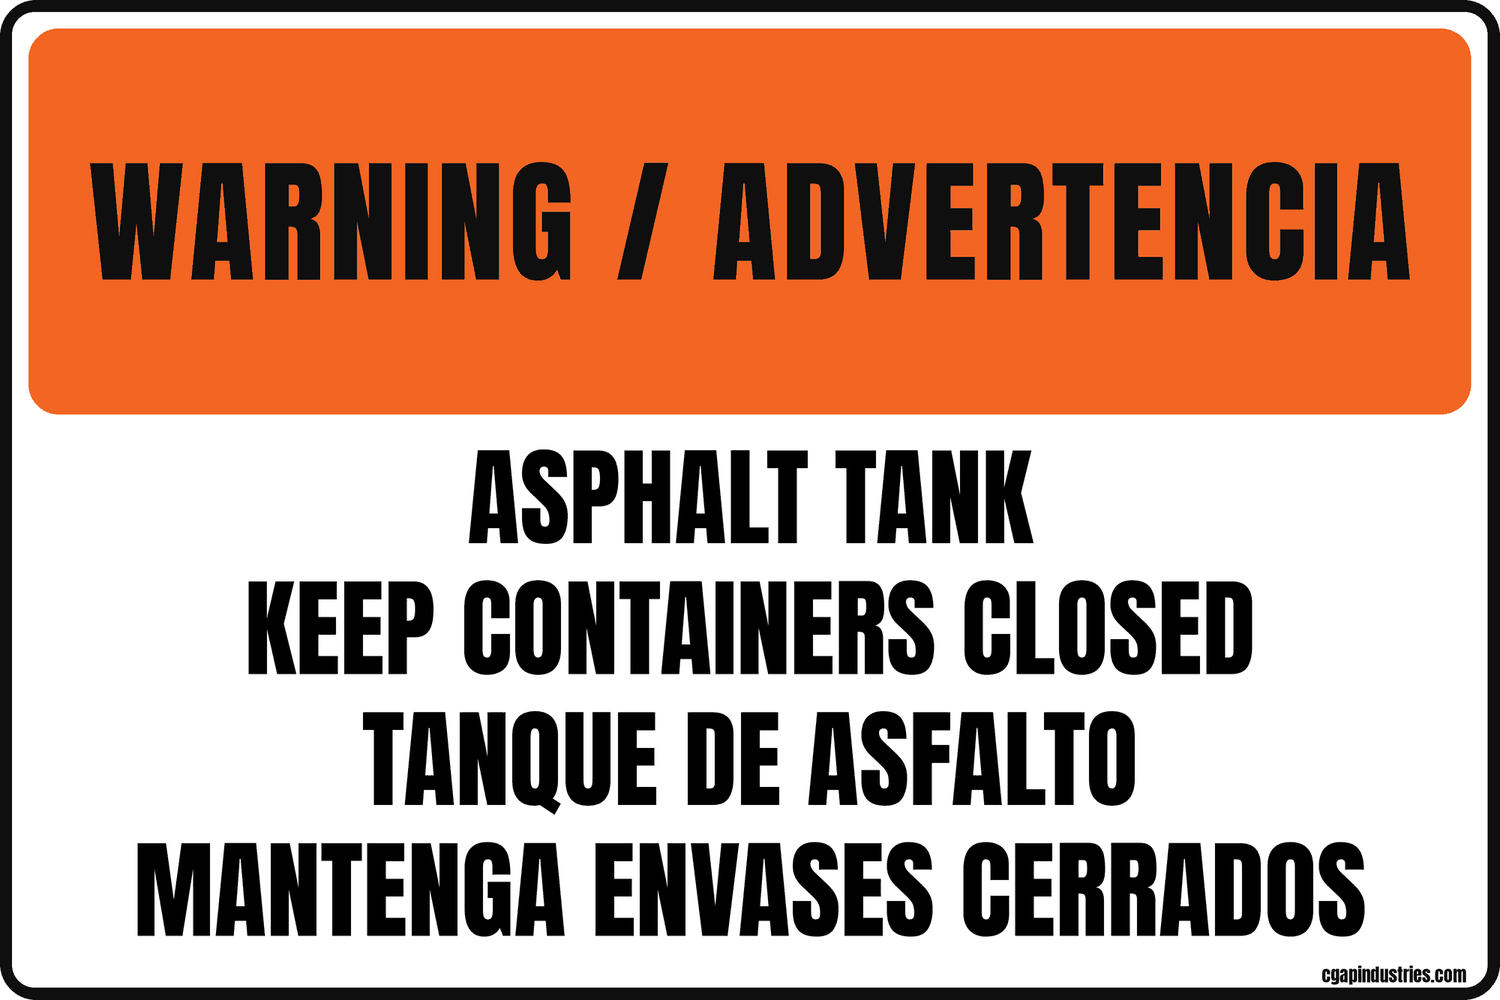 WARNING / ADVERTENCIA
ASPHALT TANK
KEEP CONTAINERS CLOSED
TANQUE DE ASFALTO
MANTENGA ENVASES CERRADOS
cgapindustries.com